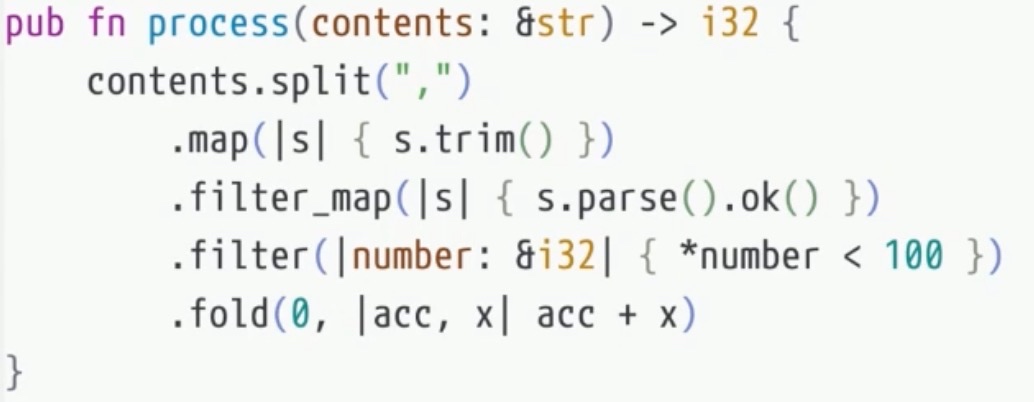 pub fn process(contents: &str) -> i32 {
    contents.split(",")
        .map(|s| { s.trim() })
        .filter_map(|s| { s.parse().ok() })
        .filter(|number: &i32| { *number < 100 })
        .fold(0, |acc, x| acc + x)
}